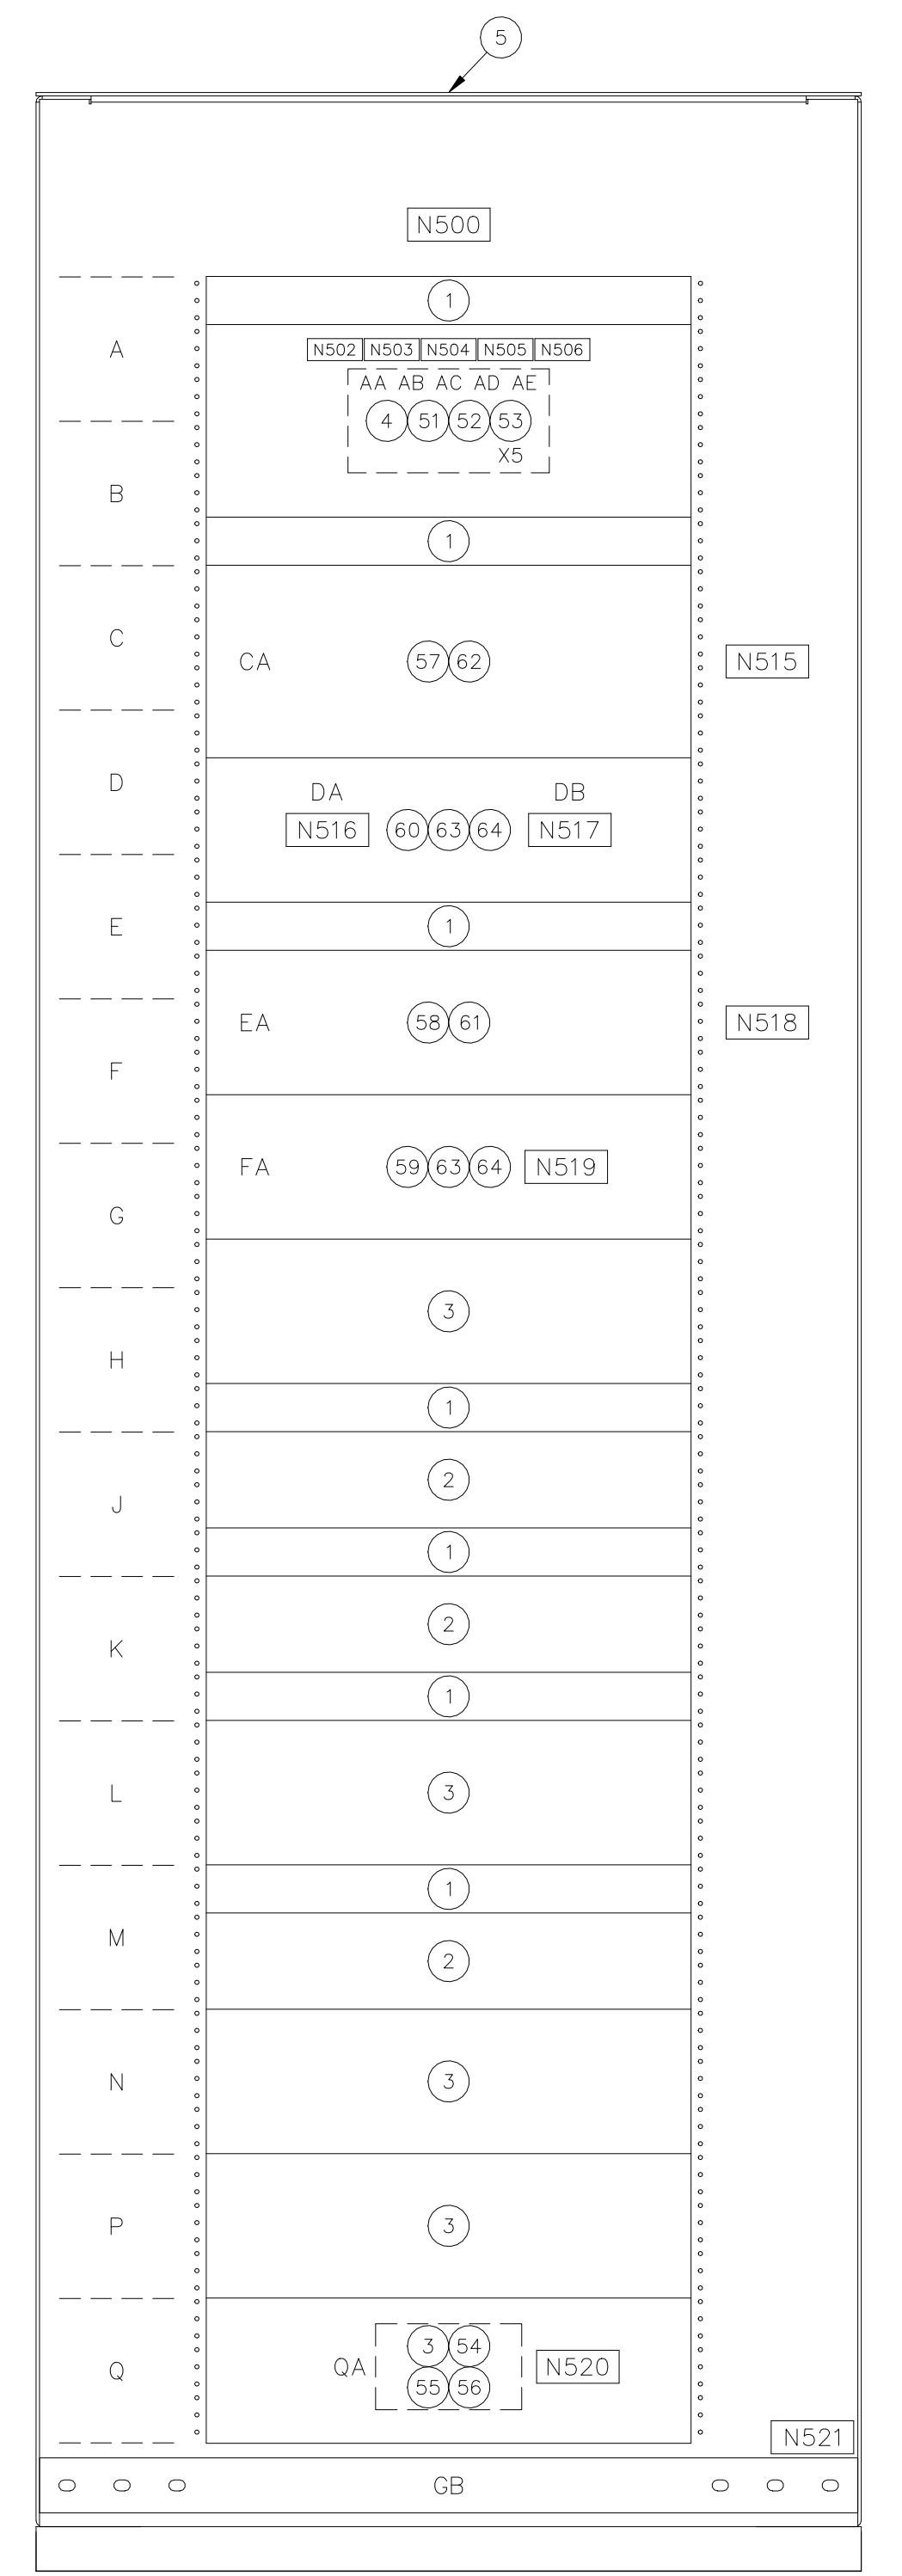 5
N500
1
A
N502 N503 N504 N505 N506
AA AB AC AD AE
4 51 52 53
X5
B
1
C
CA 57 62 N515
D
DA DB
N516 60 63 64 N517
E
1
EA 58 61 N518
F
FA 59 63 64 N519
G
3
H
1
2
J
1
2
K
1
L
3
1
M
2
N
3
P
3
3 54
QA N520
Q
55 56
N521
GB